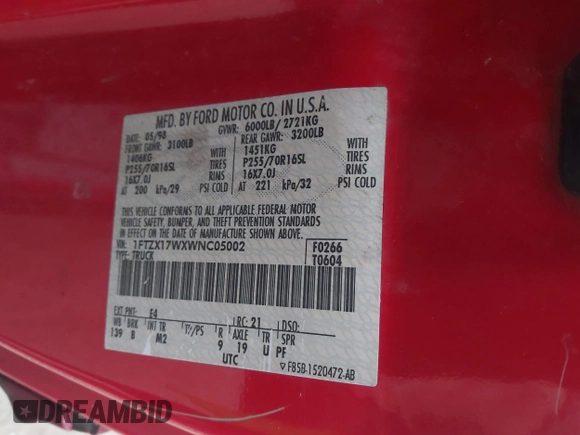 MFD. BY FORD MOTOR CO. IN U.S.A.
DATE: 05/98 GVWR: 6000LB/ 2721KG
FRONT GAWR: 3100LB REAR GAWR: 3200LB
1406KG 1451KG WITH
P255/70R16SL TIRES P255/70R16SL TIRES
16X7.0J RIMS 16X7.0J RIMS
AT 200 kPa/29 PSI COLD AT 221 kPa/32 PSI COLD
THIS VEHICLE CONFORMS TO ALL APPLICABLE FEDERAL MOTOR
VEHICLE SAFETY, BUMPER, AND THEFT PREVENTION STANDARDS
IN EFFECT ON THE DATE OF MANUFACTURE SHOWN ABOVE.
VIN: 1FTZX17WXWNC05002 F0266
TYPE: TRUCK T0604
EXT PNT: E4 RC: 21 DSO:
WB BRK INT TR TP/PS R AXLE TR SPR
139 B M2 9 19 U PF
UTC
▽ F85B-1520472-AB
DREAMBID